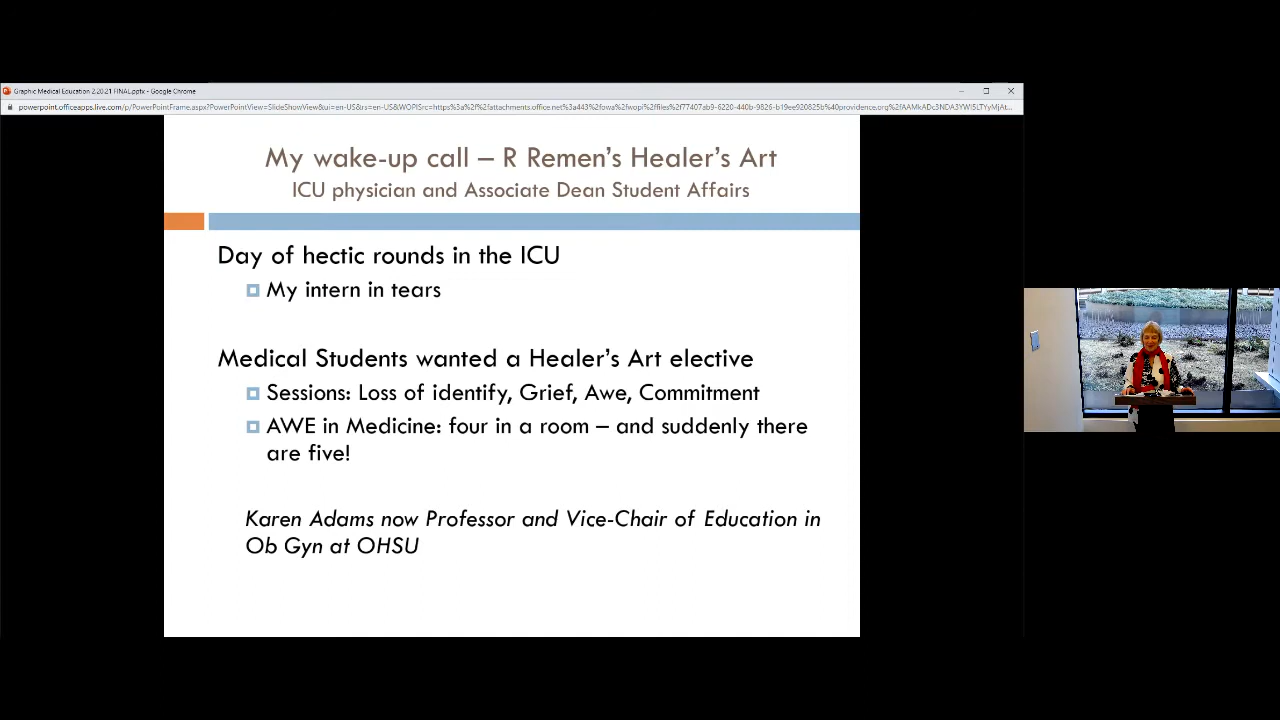 Graphic Medical Education 2.20.21 FINAL.pptx - Google Chrome
My wake-up call – R Remen's Healer's Art
ICU physician and Associate Dean Student Affairs
Day of hectic rounds in the ICU
My intern in tears
Medical Students wanted a Healer's Art elective
Sessions: Loss of identify, Grief, Awe, Commitment
AWE in Medicine: four in a room – and suddenly there
are five!
Karen Adams now Professor and Vice-Chair of Education in
Ob Gyn at OHSU